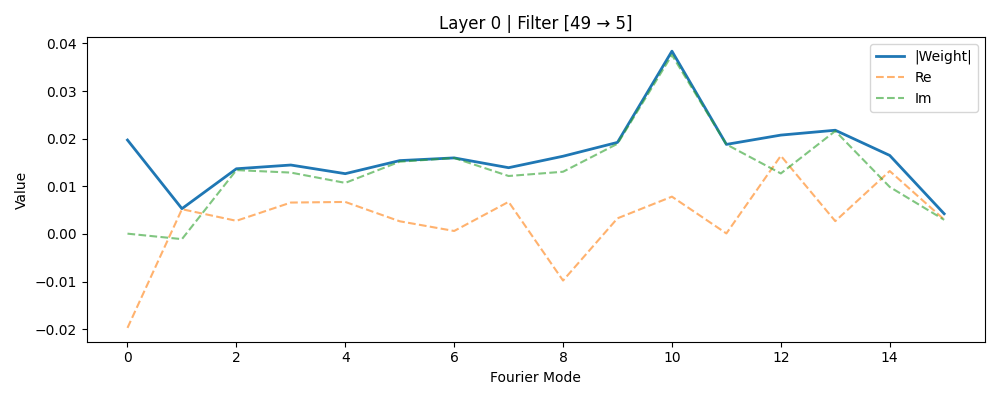 Layer 0 | Filter [49 → 5]
|Weight|
Re
Im
Value
0.04
0.03
0.02
0.01
0.00
−0.01
−0.02
0 2 4 6 8 10 12 14
Fourier Mode